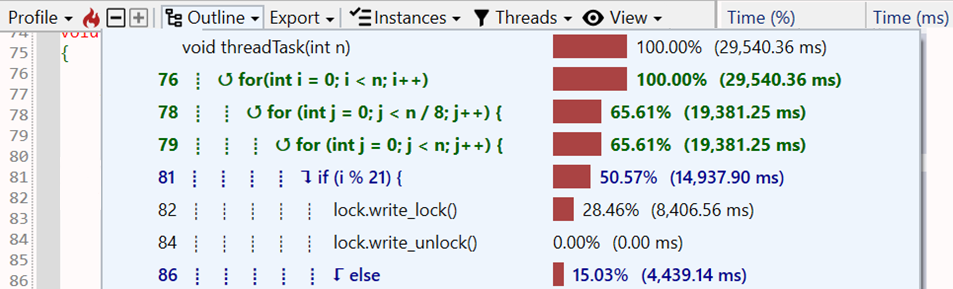 Profile Outline Export Instances Threads View Time (%) Time (ms)
74 void
75 {
void threadTask(int n) 100.00% (29,540.36 ms)
76
76 for(int i = 0; i < n; i++) 100.00% (29,540.36 ms)
77
78
78 for (int j = 0; j < n / 8; j++) { 65.61% (19,381.25 ms)
79
79 for (int j = 0; j < n; j++) { 65.61% (19,381.25 ms)
80
81
81 if (i % 21) { 50.57% (14,937.90 ms)
82
82 lock.write_lock() 28.46% (8,406.56 ms)
83
84
84 lock.write_unlock() 0.00% (0.00 ms)
85
86 else 15.03% (4,439.14 ms)
86